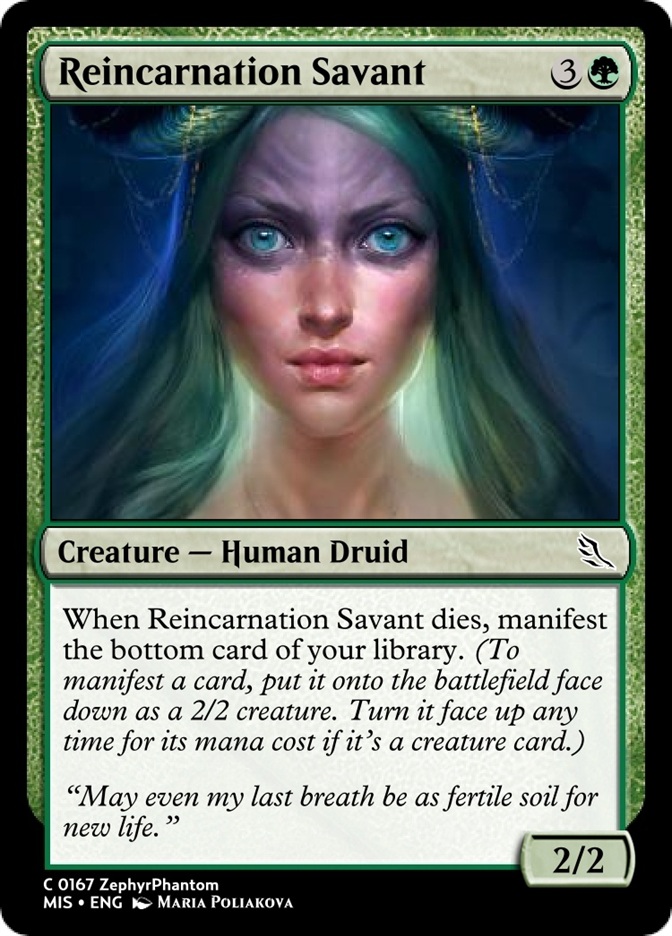 Reincarnation Savant 3
Creature — Human Druid
When Reincarnation Savant dies, manifest
the bottom card of your library. (To
manifest a card, put it onto the battlefield face
down as a 2/2 creature. Turn it face up any
time for its mana cost if it's a creature card.)
“May even my last breath be as fertile soil for
new life.”
2/2
C 0167 ZephyrPhantom
MIS • ENG Maria Poliakova